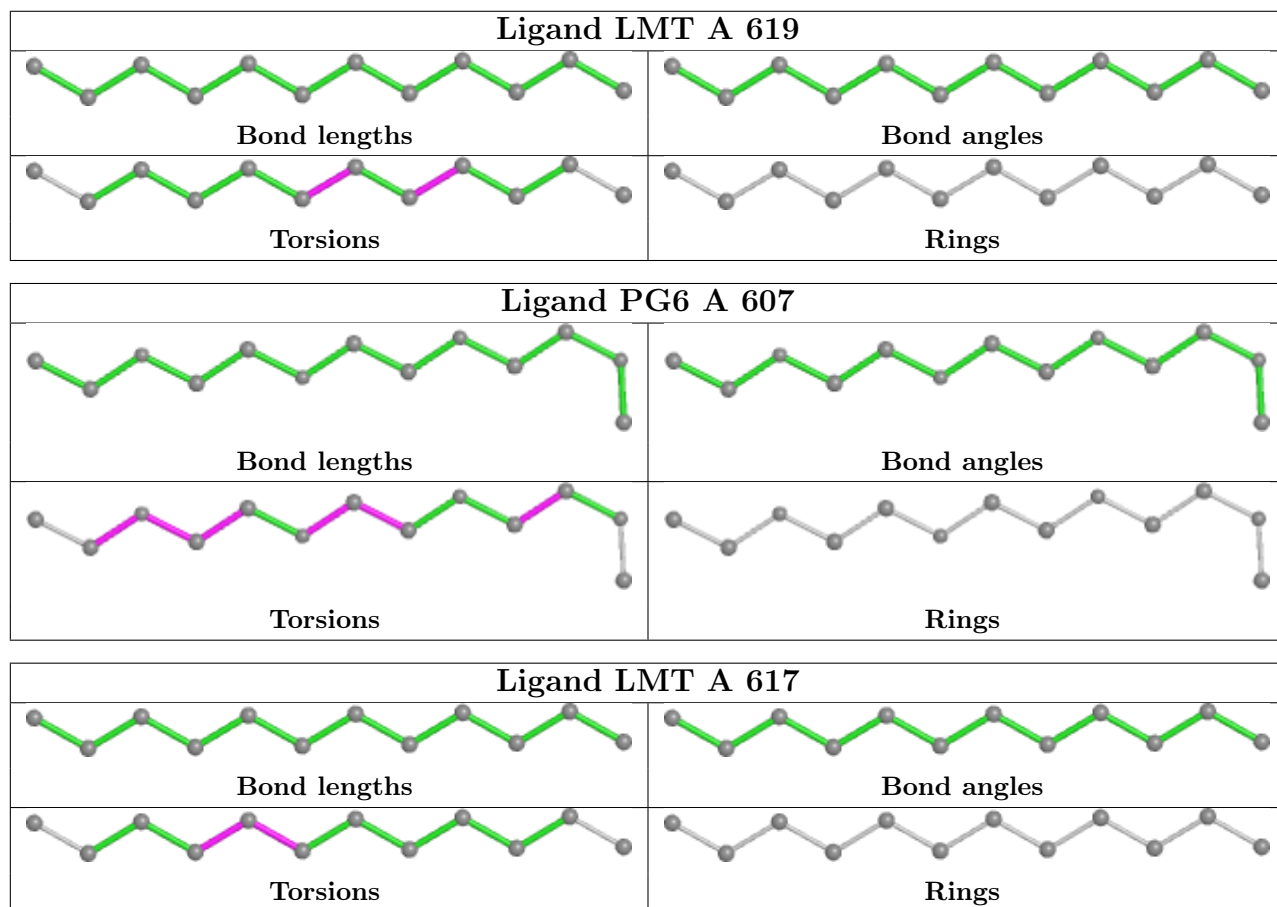 Ligand LMT A 619
Bond lengths Bond angles
Torsions Rings
Ligand PG6 A 607
Bond lengths Bond angles
Torsions Rings
Ligand LMT A 617
Bond lengths Bond angles
Torsions Rings